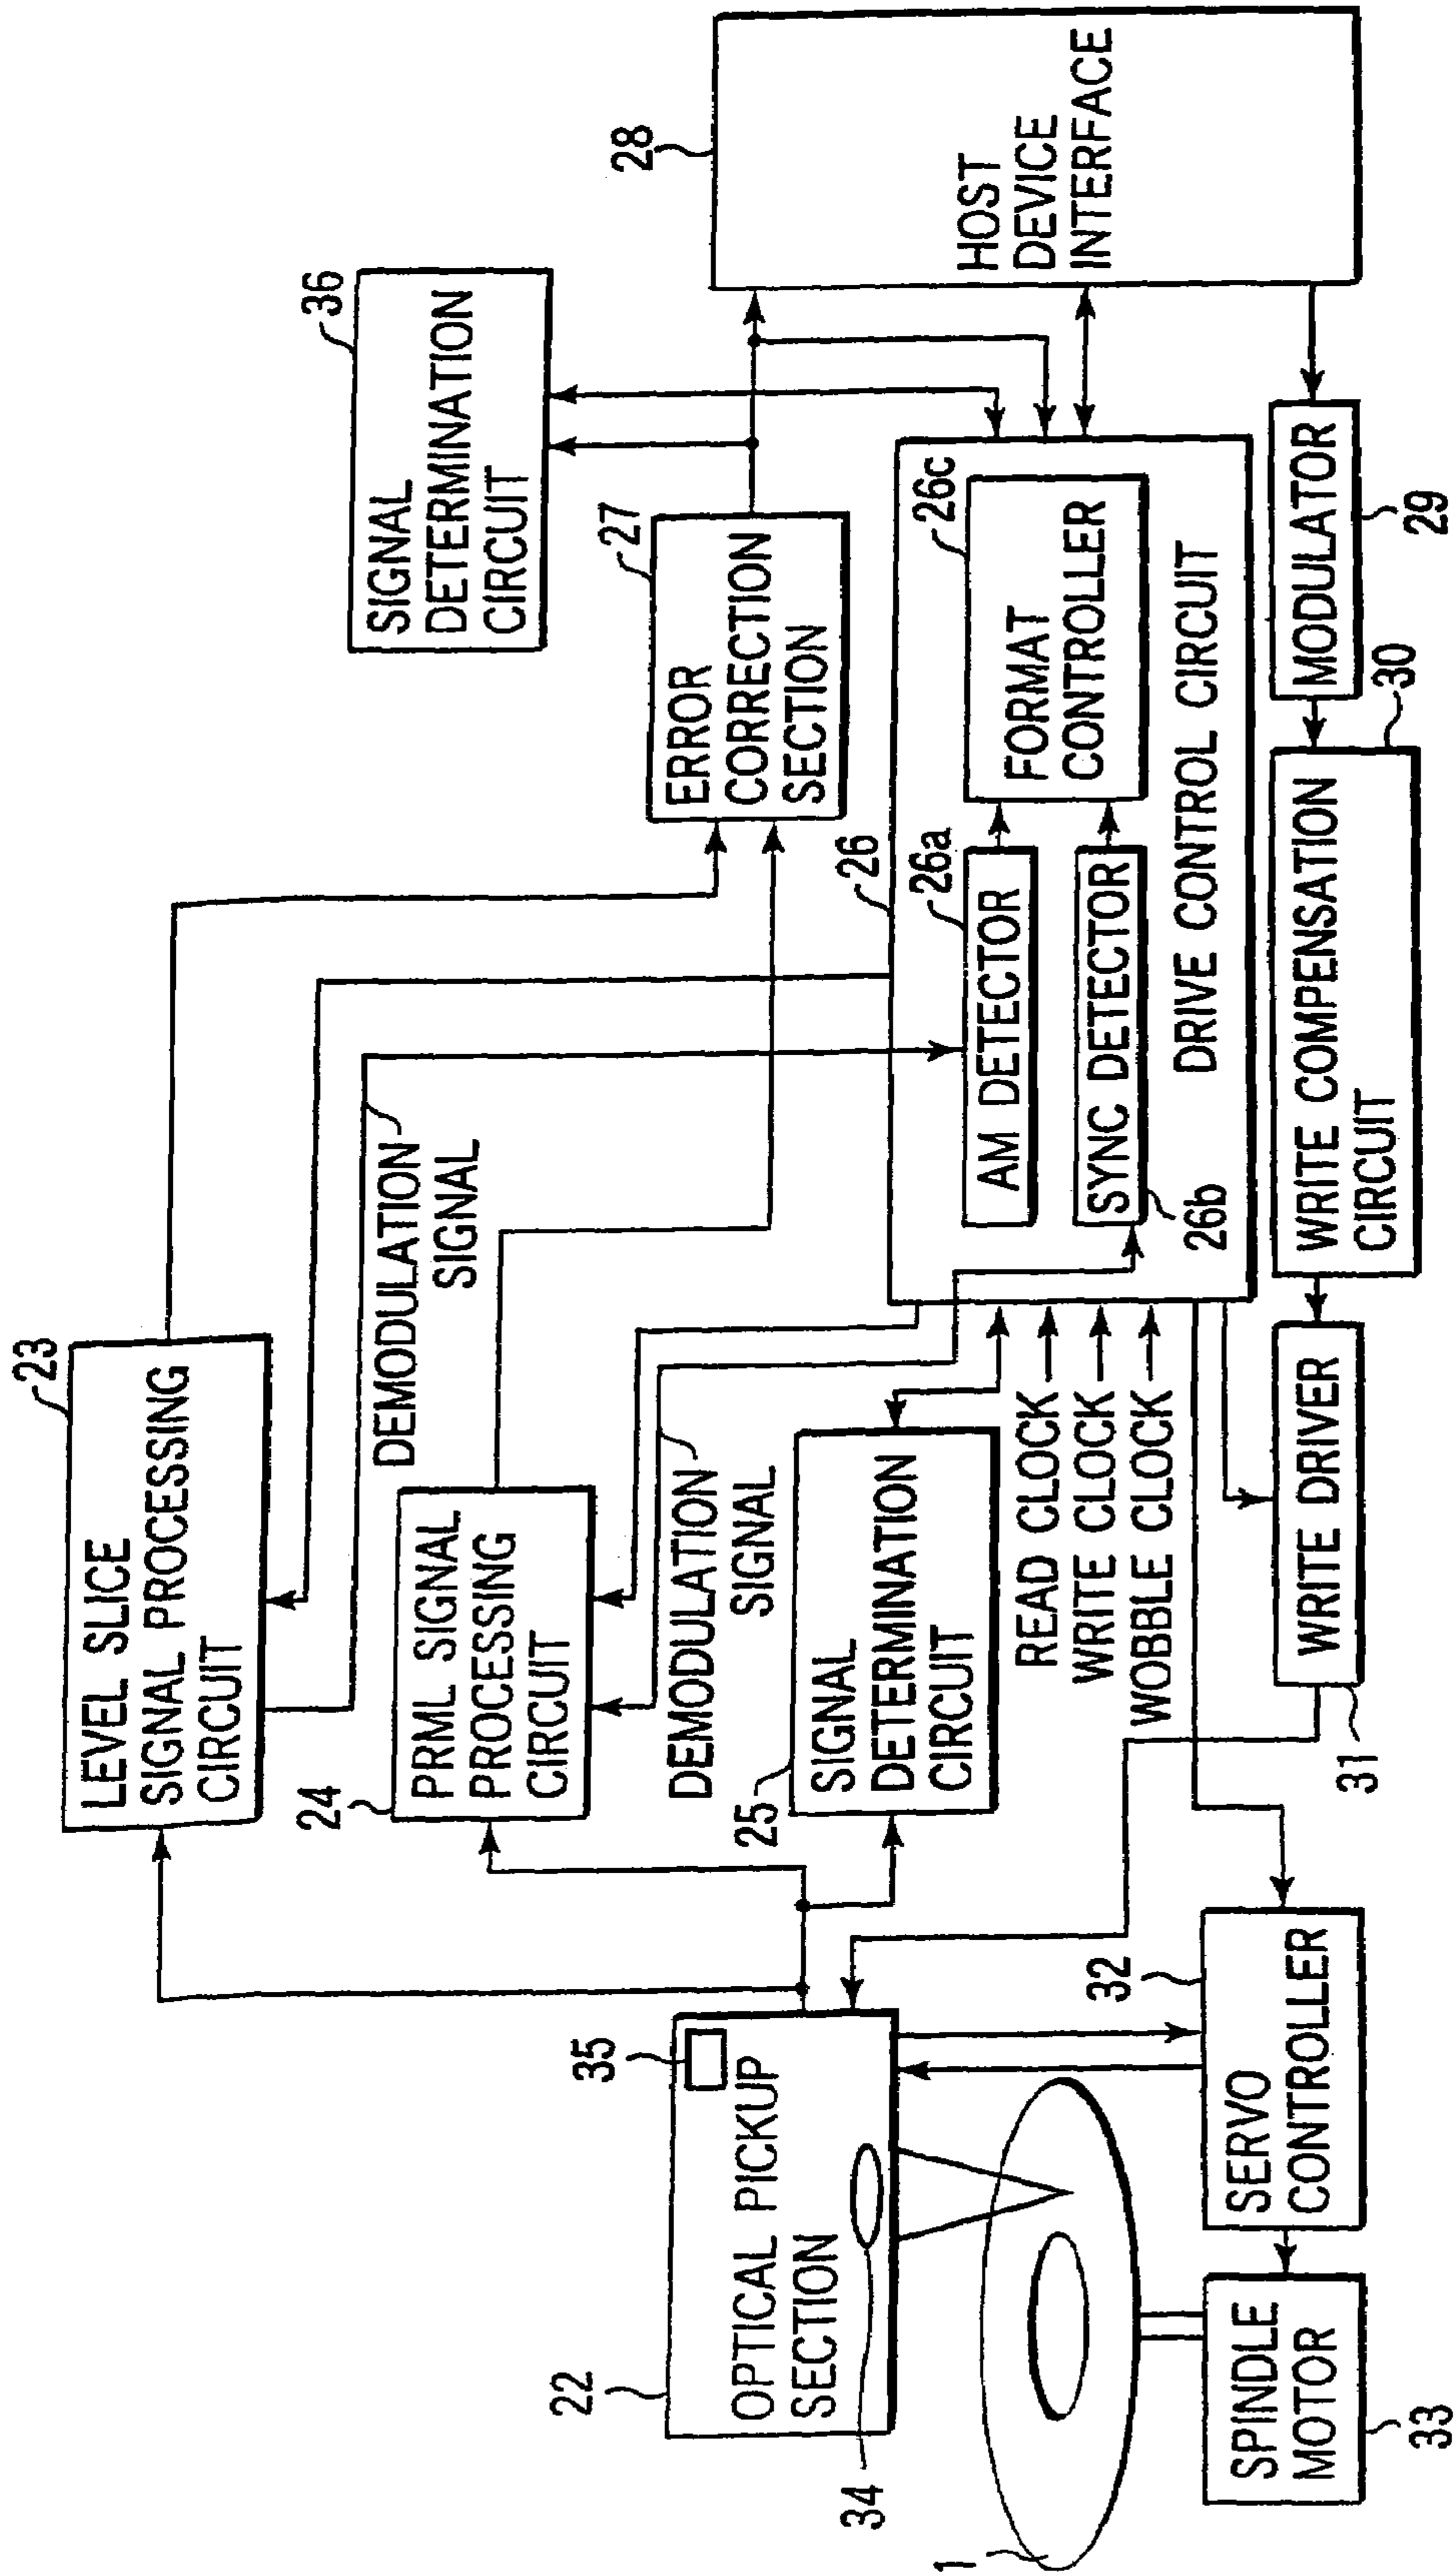 23
LEVEL SLICE
SIGNAL PROCESSING
CIRCUIT
DEMODULATION
SIGNAL
36
SIGNAL
DETERMINATION
CIRCUIT
24
PRML SIGNAL
PROCESSING
CIRCUIT
DEMODULATION
SIGNAL
27
ERROR
CORRECTION
SECTION
28
HOST
DEVICE
INTERFACE
22
35
OPTICAL PICKUP
SECTION
34
25
SIGNAL
DETERMINATION
CIRCUIT
READ CLOCK
WRITE CLOCK
WOBBLE CLOCK
26
26a
AM DETECTOR
SYNC DETECTOR
26b
26c
FORMAT
CONTROLLER
DRIVE CONTROL CIRCUIT
1
SPINDLE
MOTOR
33
32
SERVO
CONTROLLER
WRITE DRIVER
31
WRITE COMPENSATION
CIRCUIT
30
MODULATOR
29